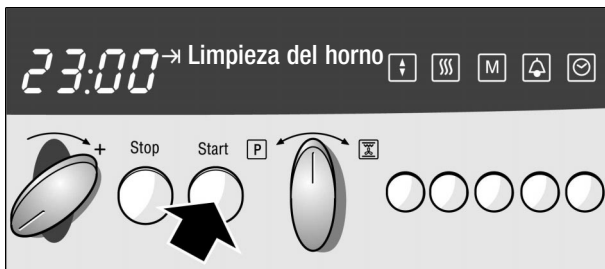 23:00 →| Limpieza del horno
M
+ Stop Start P